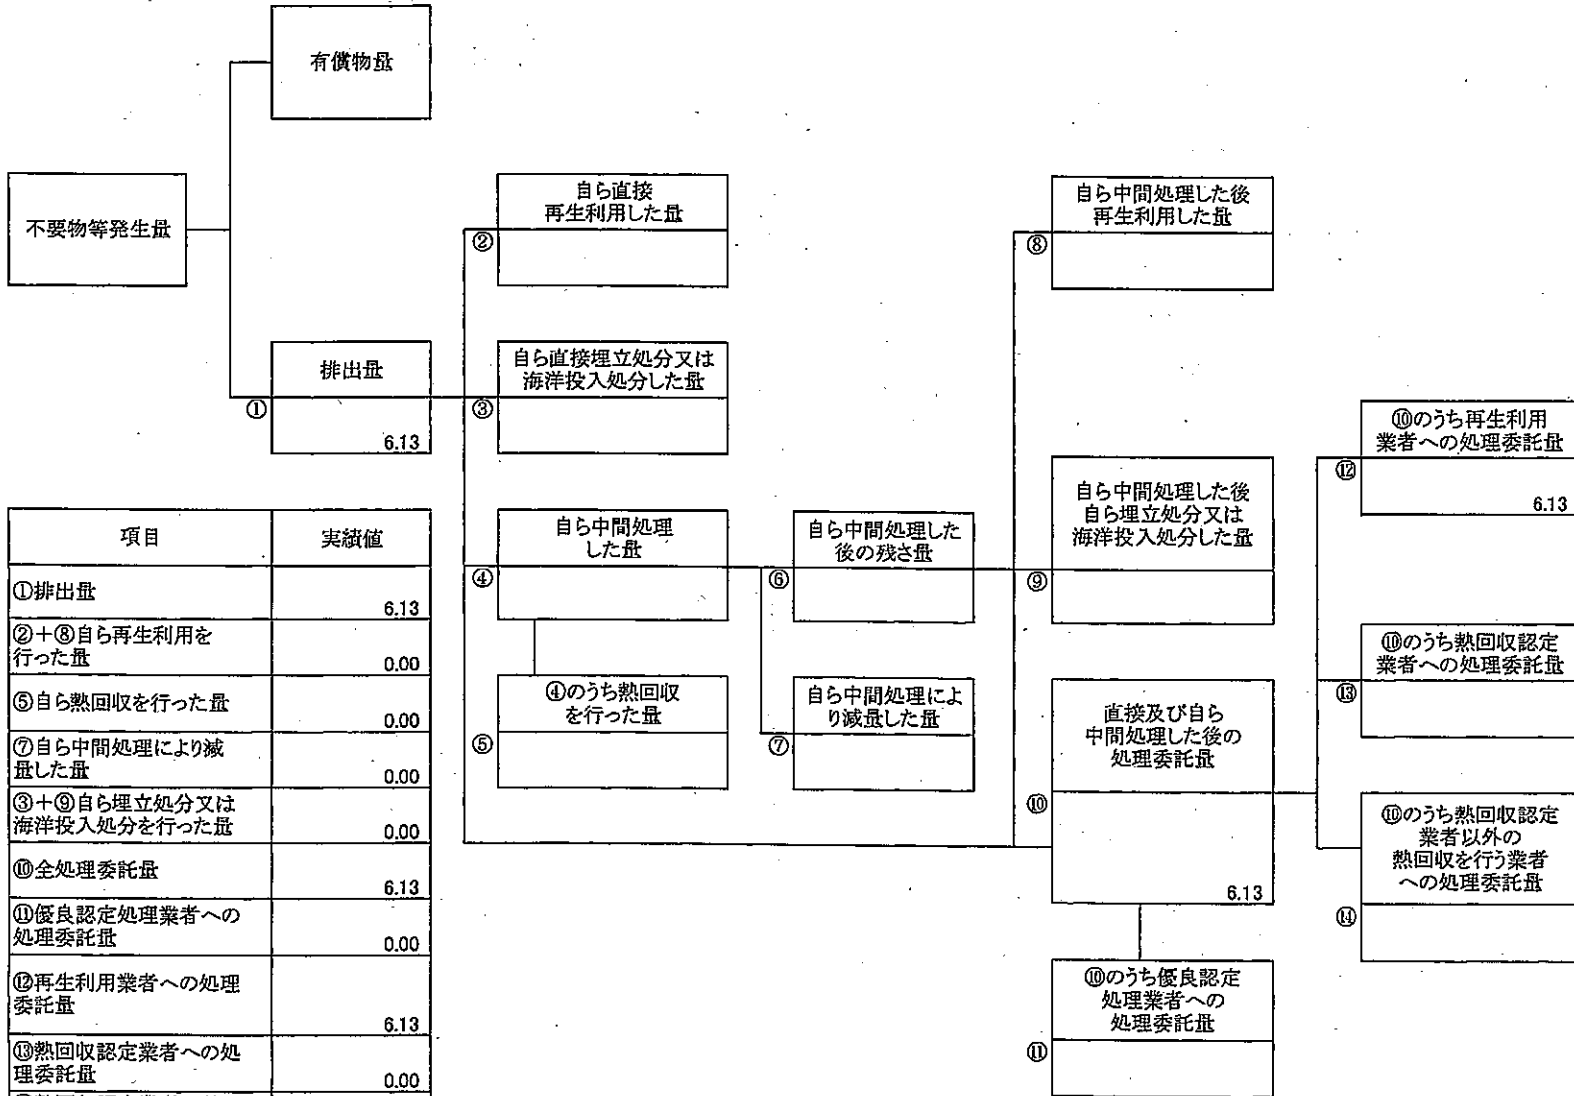 有償物量
不要物等発生量
自ら直接
再生利用した量
②
自ら中間処理した後
再生利用した量
⑧
排出量
①
6.13
自ら直接埋立処分又は
海洋投入処分した量
③
⑩のうち再生利用
業者への処理委託量
⑫
6.13
自ら中間処理
した量
④
自ら中間処理した
後の残さ量
⑥
自ら中間処理した後
自ら埋立処分又は
海洋投入処分した量
⑨
⑩のうち熱回収認定
業者への処理委託量
⑬
④のうち熱回収
を行った量
⑤
自ら中間処理によ
り減量した量
⑦
直接及び自ら
中間処理した後の
処理委託量
⑩
6.13
⑩のうち熱回収認定
業者以外の
熱回収を行う業者
への処理委託量
⑭
⑩のうち優良認定
処理業者への
処理委託量
⑪
項目 実績値
①排出量
6.13
②+⑧自ら再生利用を
行った量 0.00
⑤自ら熱回収を行った量
0.00
⑦自ら中間処理により減
量した量 0.00
③+⑨自ら埋立処分又は
海洋投入処分を行った量 0.00
⑩全処理委託量
6.13
⑪優良認定処理業者への
処理委託量 0.00
⑫再生利用業者への処理
委託量
6.13
⑬熱回収認定業者への処
理委託量 0.00